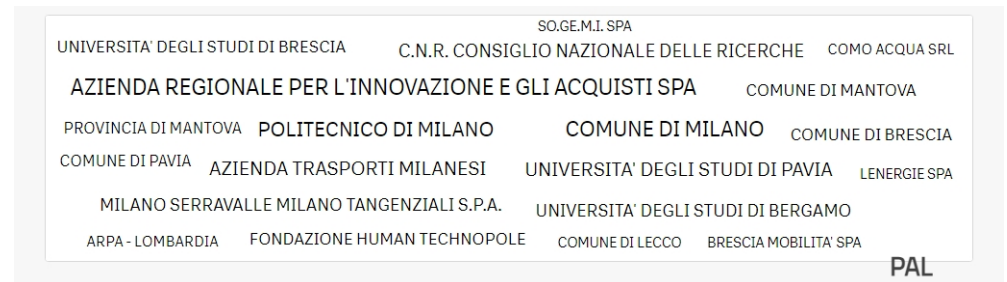 SO.GE.M.I. SPA
UNIVERSITA' DEGLI STUDI DI BRESCIA
C.N.R. CONSIGLIO NAZIONALE DELLE RICERCHE
COMO ACQUA SRL
AZIENDA REGIONALE PER L'INNOVAZIONE E GLI ACQUISTI SPA
COMUNE DI MANTOVA
PROVINCIA DI MANTOVA
POLITECNICO DI MILANO
COMUNE DI MILANO
COMUNE DI BRESCIA
COMUNE DI PAVIA
AZIENDA TRASPORTI MILANESI
UNIVERSITA' DEGLI STUDI DI PAVIA
LENERGIE SPA
MILANO SERRAVALLE MILANO TANGENZIALI S.P.A.
UNIVERSITA' DEGLI STUDI DI BERGAMO
ARPA - LOMBARDIA
FONDAZIONE HUMAN TECHNOPOLE
COMUNE DI LECCO
BRESCIA MOBILITA' SPA
PAL